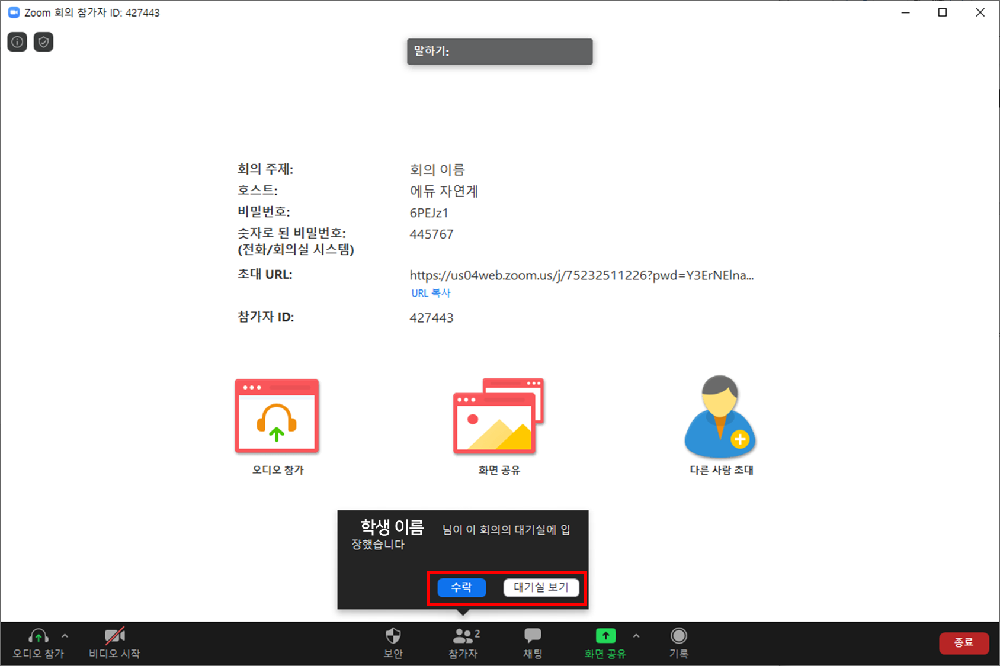 Zoom 회의 참가자 ID: 427443
말하기:
회의 주제: 회의 이름
호스트: 에듀 자연계
비밀번호: 6PEJz1
숫자로 된 비밀번호: 445767
(전화/회의실 시스템)
초대 URL: https://us04web.zoom.us/j/75232511226?pwd=Y3ErNElna...
URL 복사
참가자 ID: 427443
오디오 참가 화면 공유 다른 사람 초대
학생 이름 님이 이 회의의 대기실에 입
장했습니다
수락 대기실 보기
2
오디오 참가 비디오 시작 보안 참가자 채팅 화면 공유 기록 종료